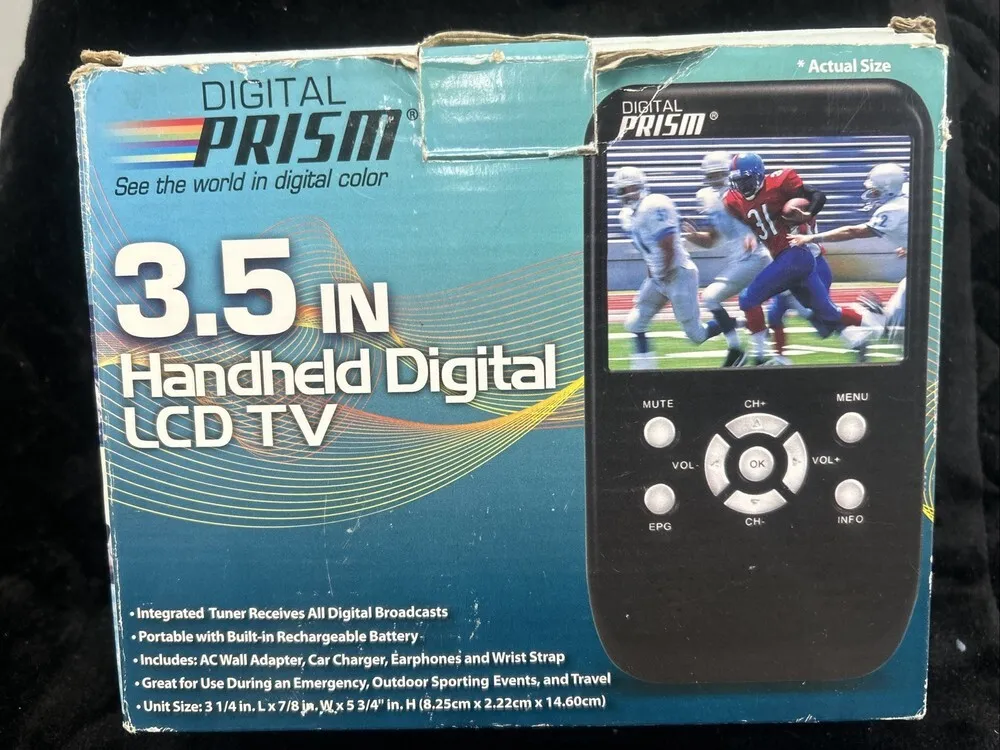 DIGITAL
PRISM®
See the world in digital color
3.5 IN
Handheld Digital
LCD TV
• Integrated Tuner Receives All Digital Broadcasts
• Portable with Built-in Rechargeable Battery
• Includes: AC Wall Adapter, Car Charger, Earphones and Wrist Strap
• Great for Use During an Emergency, Outdoor Sporting Events, and Travel
• Unit Size: 3 1/4 in. L x 7/8 in. W x 5 3/4" in. H (8.25cm x 2.22cm x 14.60cm)
* Actual Size
DIGITAL
PRISM®
31
2
MUTE CH+ MENU
VOL- OK VOL+
EPG CH- INFO